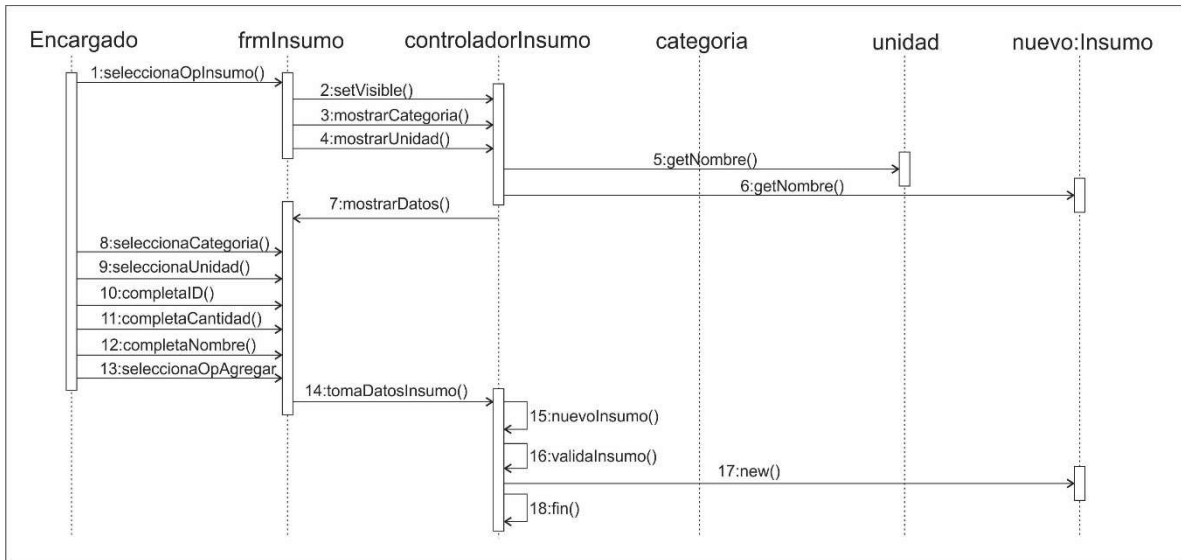 Encargado
frmInsumo
controladorInsumo
categoria
unidad
nuevo:Insumo
1:seleccionaOpInsumo()
2:setVisible()
3:mostrarCategoria()
4:mostrarUnidad()
5:getNombre()
6:getNombre()
7:mostrarDatos()
8:seleccionaCategoria()
9:seleccionaUnidad()
10:completaID()
11:completaCantidad()
12:completaNombre()
13:seleccionaOpAgregar
14:tomaDatosInsumo()
15:nuevoInsumo()
16:validaInsumo()
17:new()
18:fin()